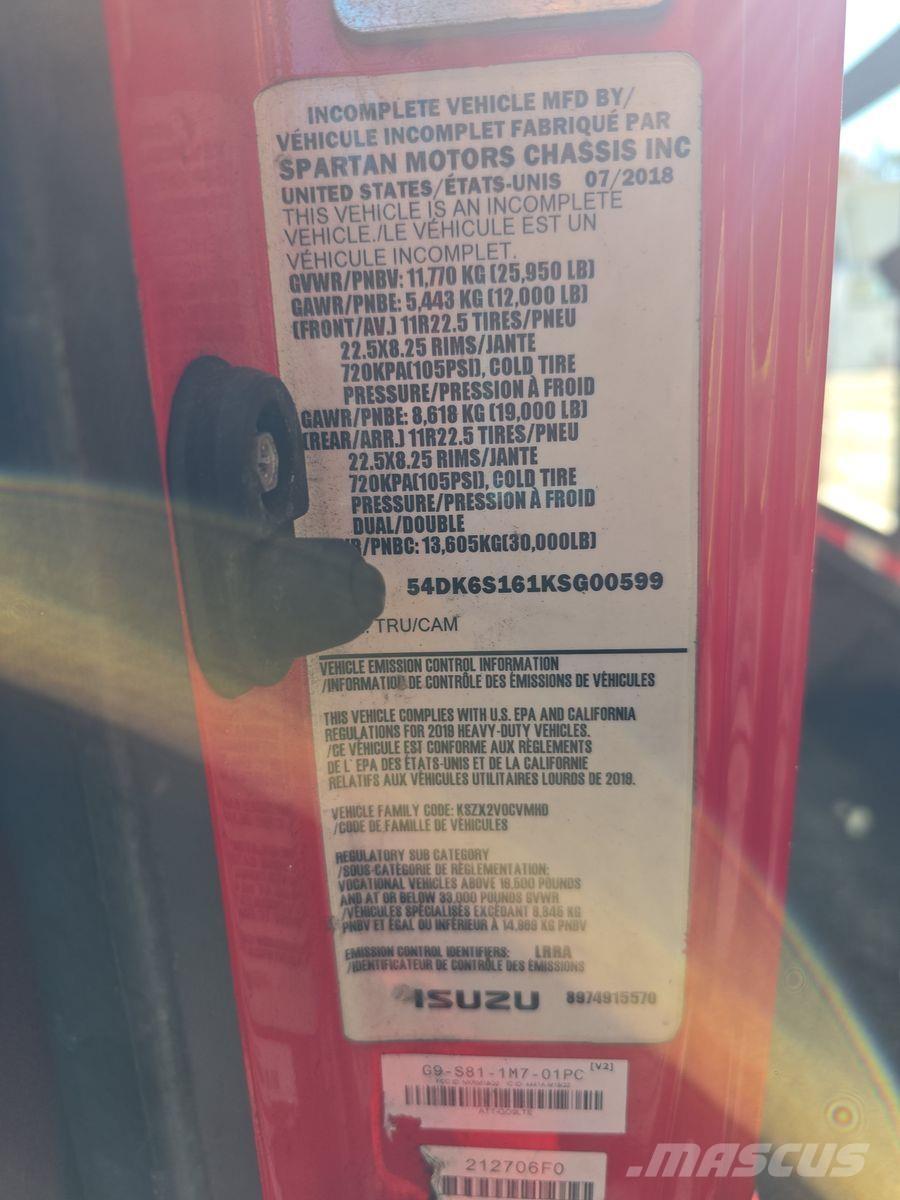 INCOMPLETE VEHICLE MFD BY/
VÉHICULE INCOMPLET FABRIQUÉ PAR
SPARTAN MOTORS CHASSIS INC
UNITED STATES/ÉTATS-UNIS 07/2018
THIS VEHICLE IS AN INCOMPLETE
VEHICLE./LE VÉHICULE EST UN
VÉHICULE INCOMPLET.
GVWR/PNBV: 11,770 KG (25,950 LB)
GAWR/PNBE: 5,443 KG (12,000 LB)
(FRONT/AV.) 11R22.5 TIRES/PNEU
22.5X8.25 RIMS/JANTE
720KPA(105PSI), COLD TIRE
PRESSURE/PRESSION À FROID
GAWR/PNBE: 8,618 KG (19,000 LB)
(REAR/ARR.) 11R22.5 TIRES/PNEU
22.5X8.25 RIMS/JANTE
720KPA(105PSI), COLD TIRE
PRESSURE/PRESSION À FROID
DUAL/DOUBLE
/PNBC: 13,605KG(30,000LB)
54DK6S161KSG00599
TRU/CAM
VEHICLE EMISSION CONTROL INFORMATION
/INFORMATION DE CONTRÔLE DES ÉMISSIONS DE VÉHICULES
THIS VEHICLE COMPLIES WITH U.S. EPA AND CALIFORNIA
REGULATIONS FOR 2019 HEAVY-DUTY VEHICLES.
/CE VÉHICULE EST CONFORME AUX RÈGLEMENTS
DE L' EPA DES ÉTATS-UNIS ET DE LA CALIFORNIE
RELATIFS AUX VÉHICULES UTILITAIRES LOURDS DE 2019.
VEHICLE FAMILY CODE: KSZX2VOCVMHD
/CODE DE FAMILLE DE VÉHICULES
REGULATORY SUB CATEGORY
/SOUS-CATÉGORIE DE RÉGLEMENTATION:
VOCATIONAL VEHICLES ABOVE 19,500 POUNDS
AND AT OR BELOW 33,000 POUNDS GVWR
/VÉHICULES SPÉCIALISÉS EXCÉDANT 8,845 KG
PNBV ET ÉGAL OU INFÉRIEUR À 14,969 KG PNBV
EMISSION CONTROL IDENTIFIERS: LRRA
/IDENTIFICATEUR DE CONTRÔLE DES ÉMISSIONS
ISUZU 8974915570
G9-S81-1M7-01PC [V2]
ATT-GO9LTE
212706F0
MASCUS